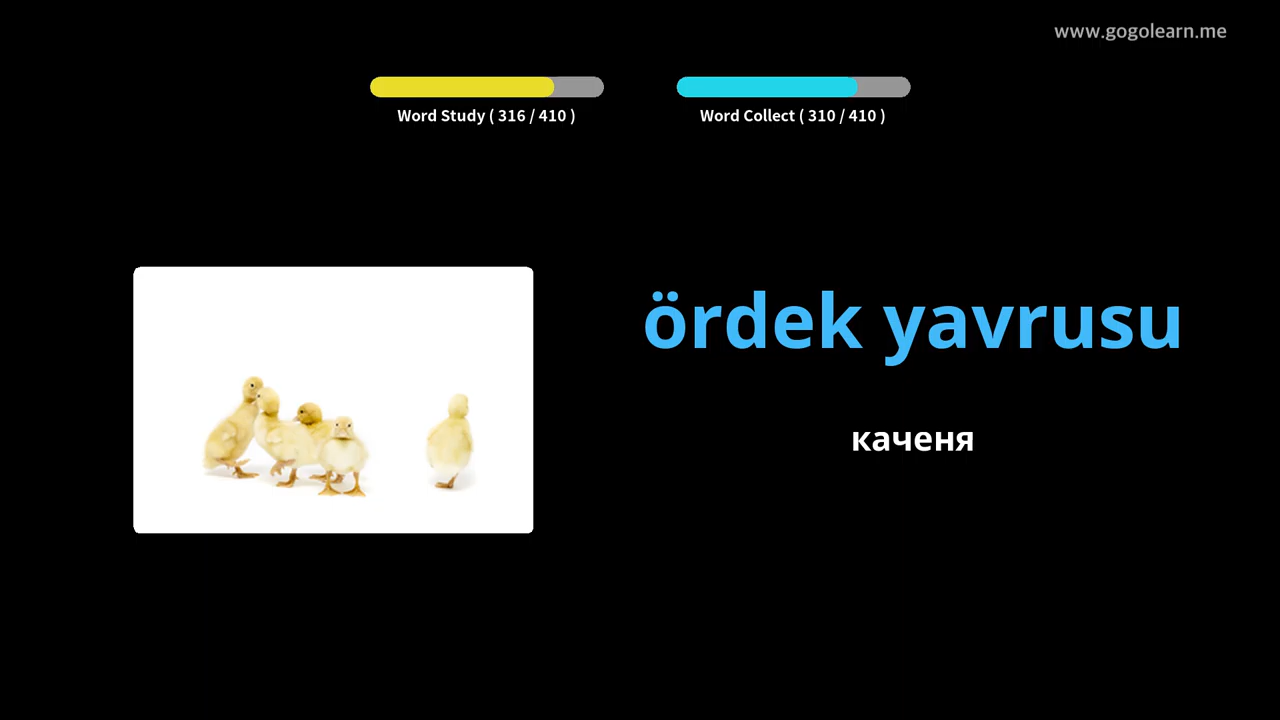 www.gogolearn.me
Word Study ( 316 / 410 )
Word Collect ( 310 / 410 )
ördek yavrusu
каченя